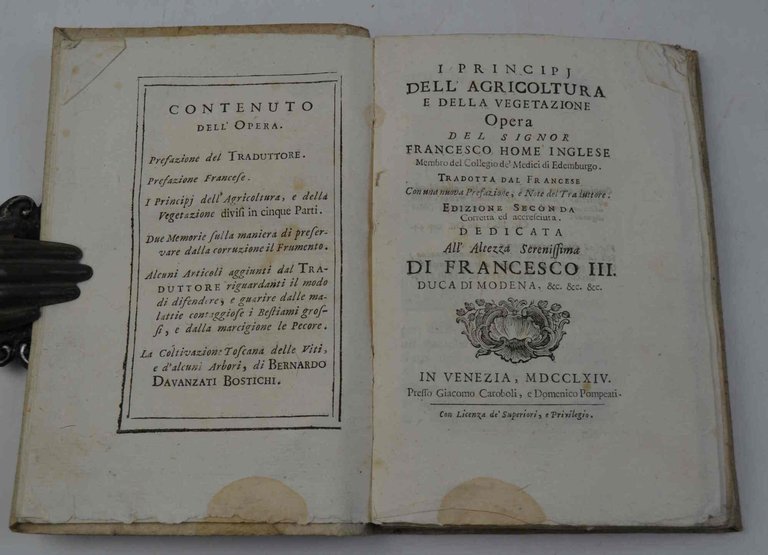 CONTENUTO
DELL' OPERA.
Prefazione del TRADUTTORE.
Prefazione Francese.
I Principj dell' Agricoltura, e della
Vegetazione divisi in cinque Parti.
Due Memorie sulla maniera di preser-
vare dalla corruzione il Frumento.
Alcuni Articoli aggiunti dal TRA-
DUTTORE riguardanti il modo
di difendere, e guarire dalle ma-
lattie contaggiose i Bestiami gros-
si, e dalla marcigione le Pecore.
La Coltivazione Toscana delle Viti,
e d'alcuni Arbori, di BERNARDO
DAVANZATI BOSTICHI.
I PRINCIPJ
DELL' AGRICOLTURA
E DELLA VEGETAZIONE
Opera
DEL SIGNOR
FRANCESCO HOME INGLESE
Membro del Collegio de' Medici di Edemburgo.
TRADOTTA DAL FRANCESE
Con una nuova Prefazione, e Note del Traduttore.
EDIZIONE SECONDA
Corretta ed accresciuta.
DEDICATA
All' Altezza Serenissima
DI FRANCESCO III.
DUCA DI MODENA, &c. &c. &c.
IN VENEZIA, MDCCLXIV.
Presso Giacomo Caroboli, e Domenico Pompeati.
Con Licenza de' Superiori, e Privilegio.